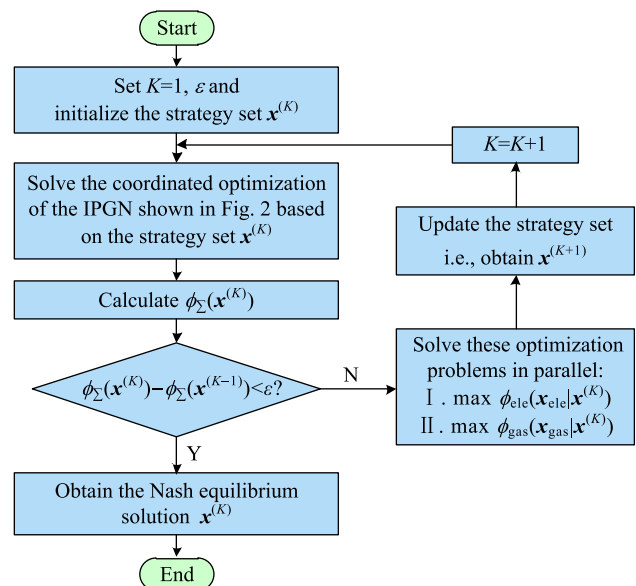 Start
Set K=1, ε and
initialize the strategy set x^(K)
K=K+1
Solve the coordinated optimization
of the IPGN shown in Fig. 2 based
on the strategy set x^(K)
Update the strategy set
i.e., obtain x^(K+1)
Calculate ϕ_Σ(x^(K))
Solve these optimization
problems in parallel:
Ⅰ. max ϕ_ele(x_ele|x^(K))
Ⅱ. max ϕ_gas(x_gas|x^(K))
ϕ_Σ(x^(K))−ϕ_Σ(x^(K-1))<ε?
N
Y
Obtain the Nash equilibrium
solution x^(K)
End